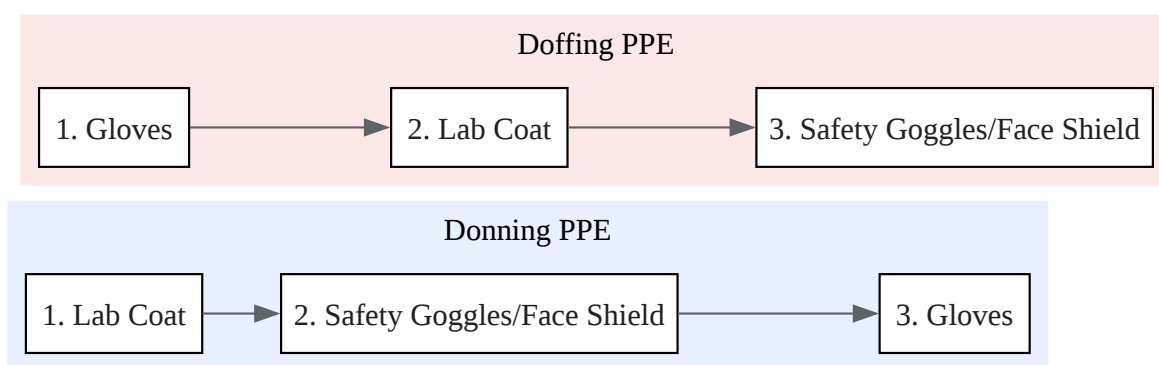 Doffing PPE
1. Gloves
2. Lab Coat
3. Safety Goggles/Face Shield
Donning PPE
1. Lab Coat
2. Safety Goggles/Face Shield
3. Gloves